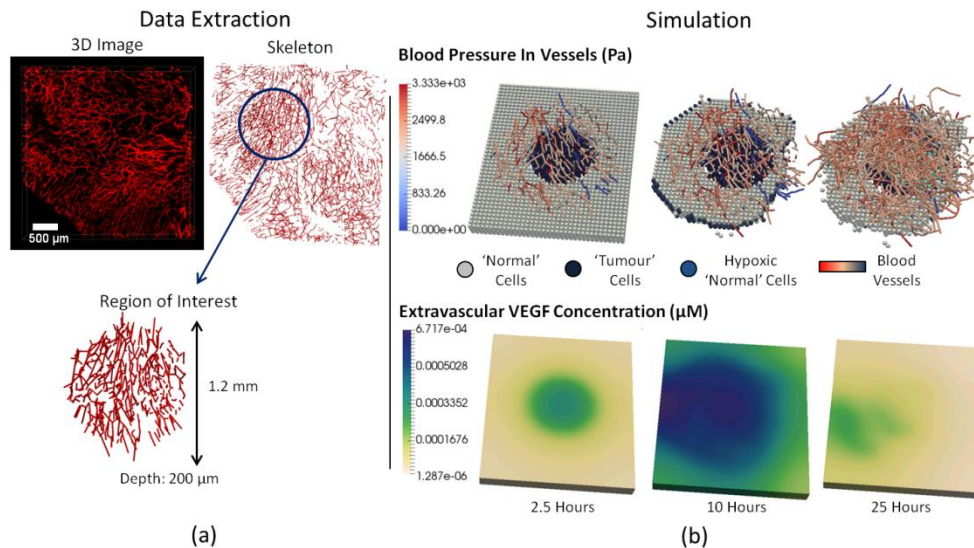 Data Extraction
3D Image
Skeleton
500 µm
Region of Interest
1.2 mm
Depth: 200 µm
(a)
Simulation
Blood Pressure In Vessels (Pa)
3.333e+03
2499.8
1666.5
833.26
0.000e+00
'Normal' Cells
'Tumour' Cells
Hypoxic 'Normal' Cells
Blood Vessels
Extravascular VEGF Concentration (µM)
6.717e-04
0.0005028
0.0003352
0.0001676
1.287e-06
2.5 Hours
10 Hours
25 Hours
(b)